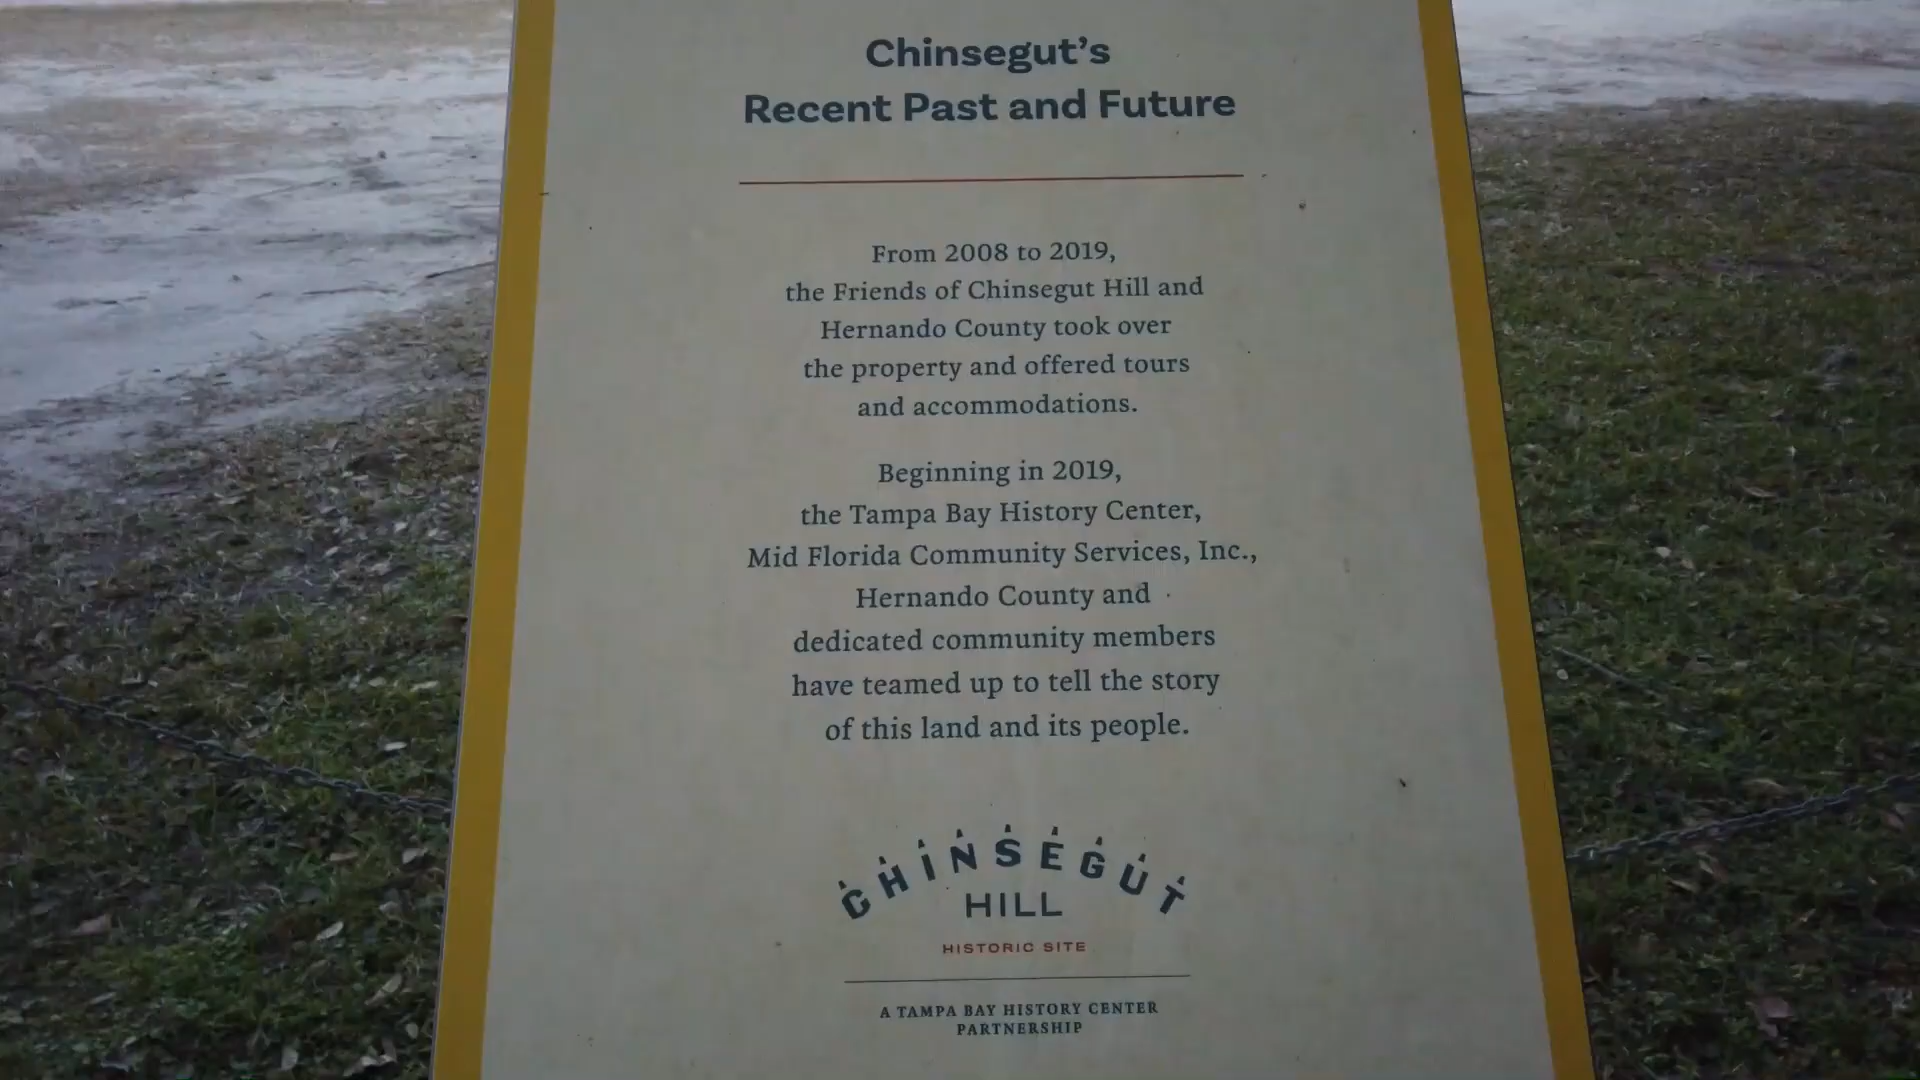 Chinsegut’s
Recent Past and Future
From 2008 to 2019,
the Friends of Chinsegut Hill and
Hernando County took over
the property and offered tours
and accommodations.
Beginning in 2019,
the Tampa Bay History Center,
Mid Florida Community Services, Inc.,
Hernando County and
dedicated community members
have teamed up to tell the story
of this land and its people.
CHINSEGUT
HILL
HISTORIC SITE
A TAMPA BAY HISTORY CENTER
PARTNERSHIP